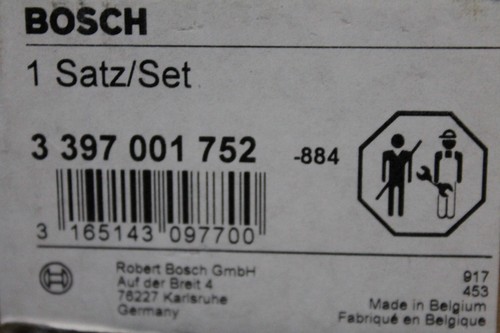 BOSCH
1 Satz/Set
3 397 001 752 -884
3 165143 097700
Robert Bosch GmbH
Auf der Breit 4
76227 Karlsruhe
Germany
917
453
Made in Belgium
Fabriqué en Belgique